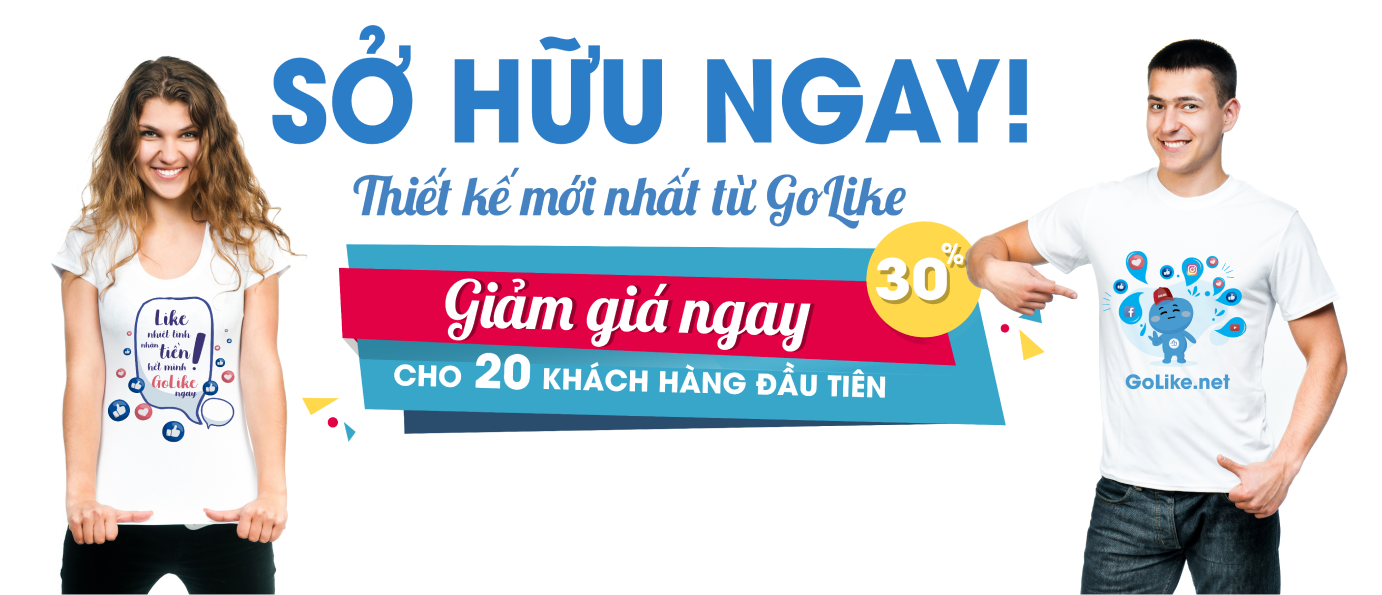 SỞ HỮU NGAY!
Thiết kế mới nhất từ GoLike
30%
Giảm giá ngay
CHO 20 KHÁCH HÀNG ĐẦU TIÊN
Like
nhiệt tình
nhân tiền!
hết mình
GoLike
ngay
GoLike.net